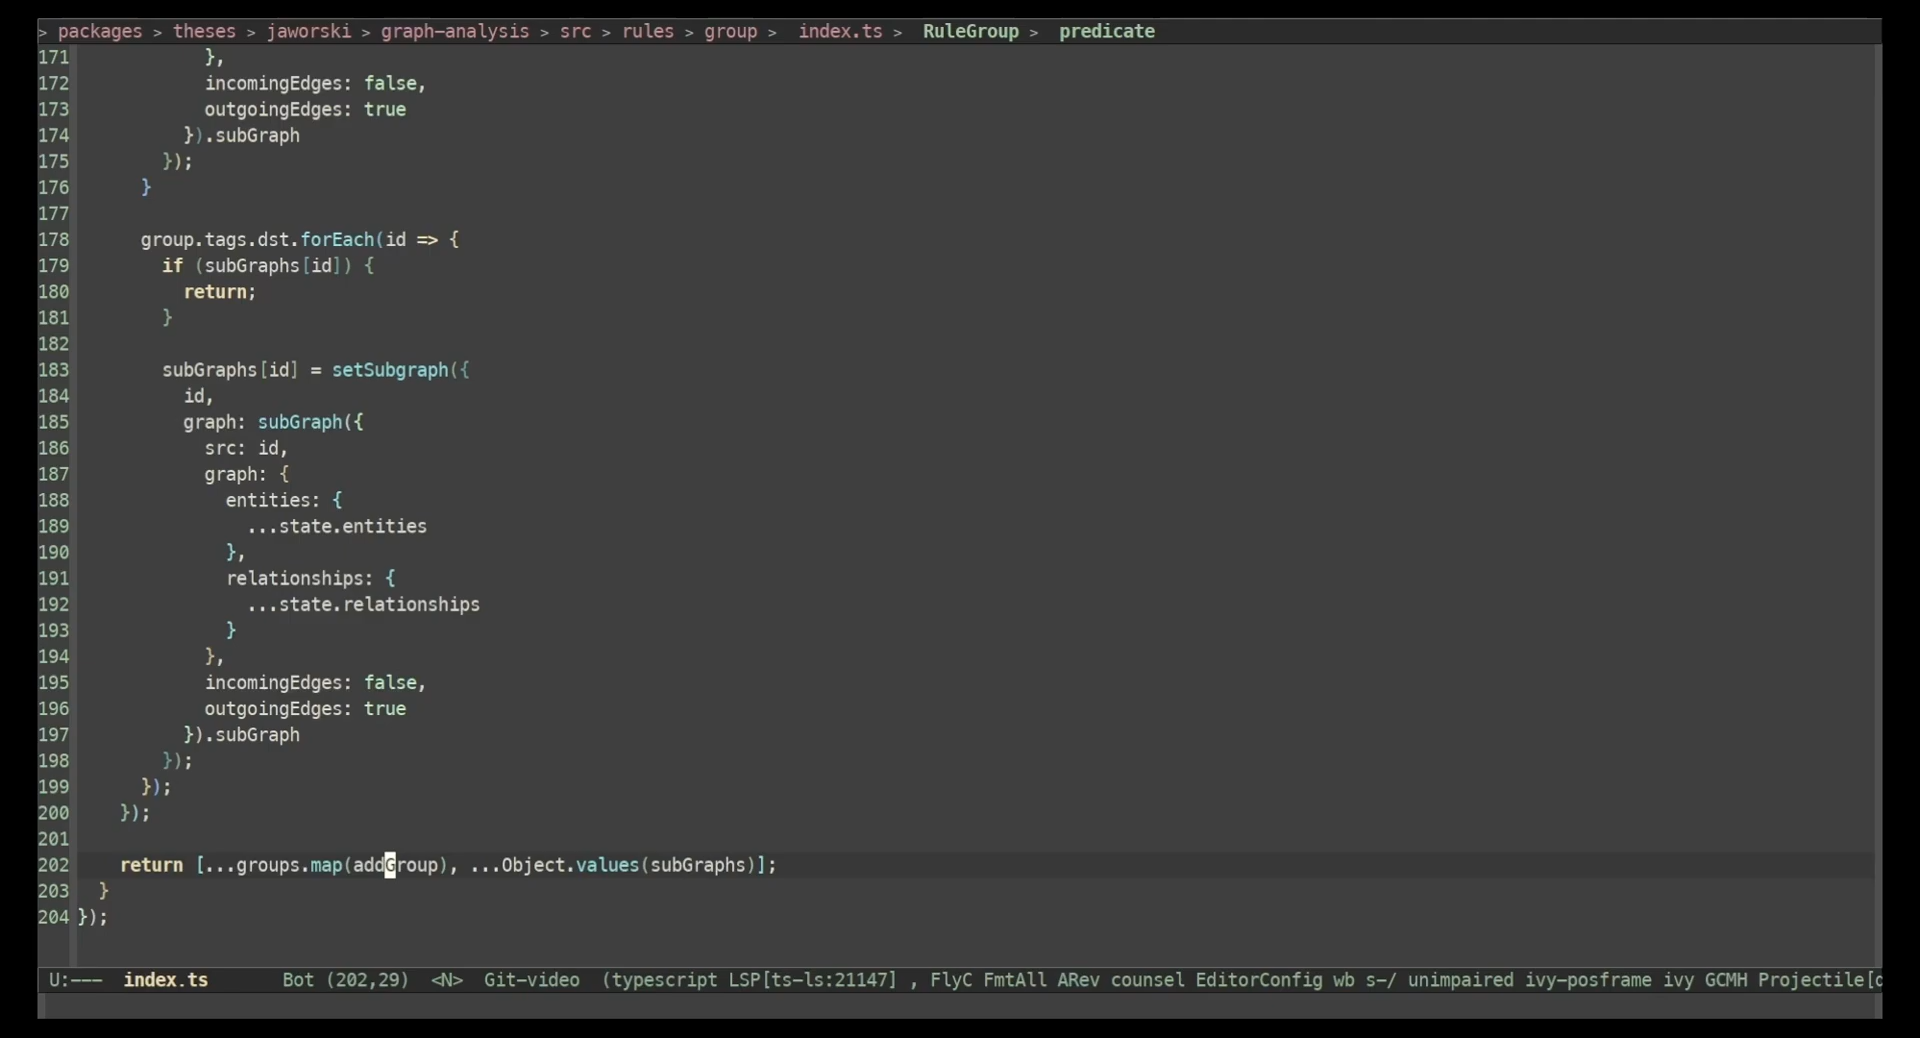 > packages > theses > jaworski > graph-analysis > src > rules > group > index.ts > RuleGroup > predicate
171             },
172             incomingEdges: false,
173             outgoingEdges: true
174           }).subGraph
175         });
176       }
177
178       group.tags.dst.forEach(id => {
179         if (subGraphs[id]) {
180           return;
181         }
182
183         subGraphs[id] = setSubgraph({
184           id,
185           graph: subGraph({
186             src: id,
187             graph: {
188               entities: {
189                 ...state.entities
190               },
191               relationships: {
192                 ...state.relationships
193               }
194             },
195             incomingEdges: false,
196             outgoingEdges: true
197           }).subGraph
198         });
199       });
200     });
201
202     return [...groups.map(addGroup), ...Object.values(subGraphs)];
203   }
204 });
U:--- index.ts Bot (202,29) <N> Git-video (typescript LSP[ts-ls:21147] , FlyC FmtAll ARev counsel EditorConfig wb s-/ unimpaired ivy-posframe ivy GCMH Projectile[